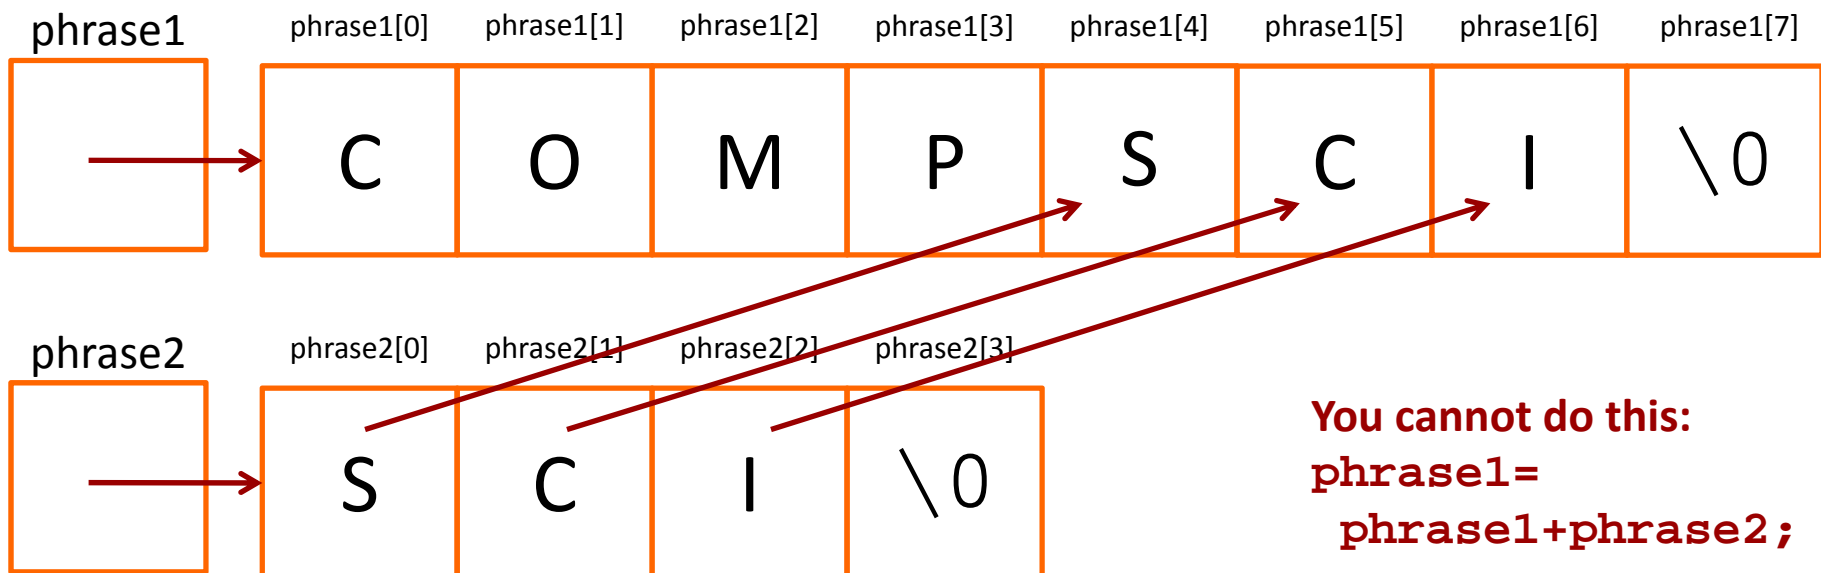 phrase1 phrase1[0] phrase1[1] phrase1[2] phrase1[3] phrase1[4] phrase1[5] phrase1[6] phrase1[7]
C O M P S C I \0
phrase2 phrase2[0] phrase2[1] phrase2[2] phrase2[3]
S C I \0
You cannot do this:
phrase1=
phrase1+phrase2;